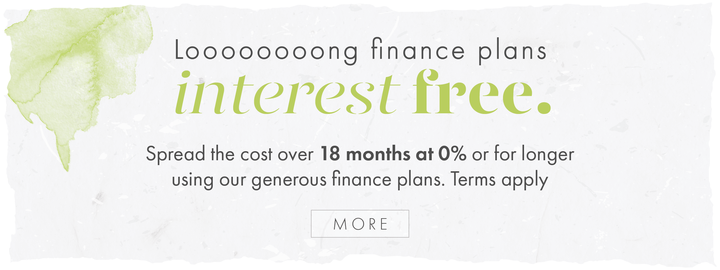 Loooooooong finance plans
interest free.
Spread the cost over 18 months at 0% or for longer
using our generous finance plans. Terms apply
MORE